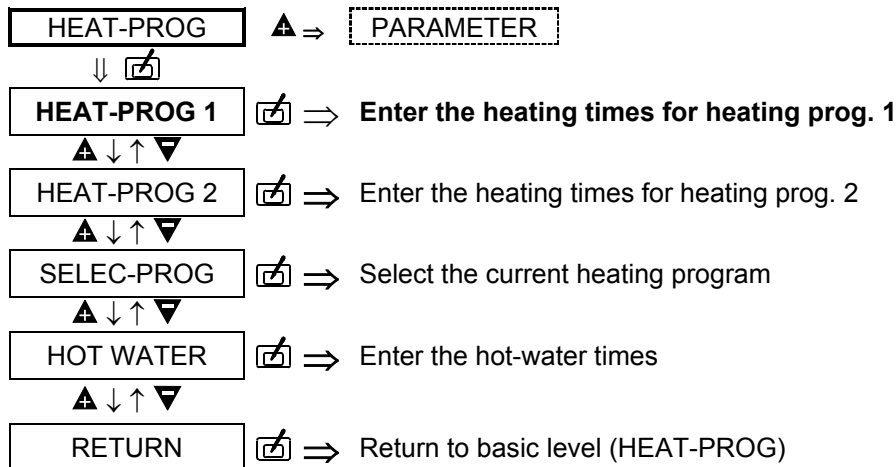 HEAT-PROG + ⇒ PARAMETER
⇓
HEAT-PROG 1 ⇒ Enter the heating times for heating prog. 1
+ ↓ ↑ −
HEAT-PROG 2 ⇒ Enter the heating times for heating prog. 2
+ ↓ ↑ −
SELEC-PROG ⇒ Select the current heating program
+ ↓ ↑ −
HOT WATER ⇒ Enter the hot-water times
+ ↓ ↑ −
RETURN ⇒ Return to basic level (HEAT-PROG)